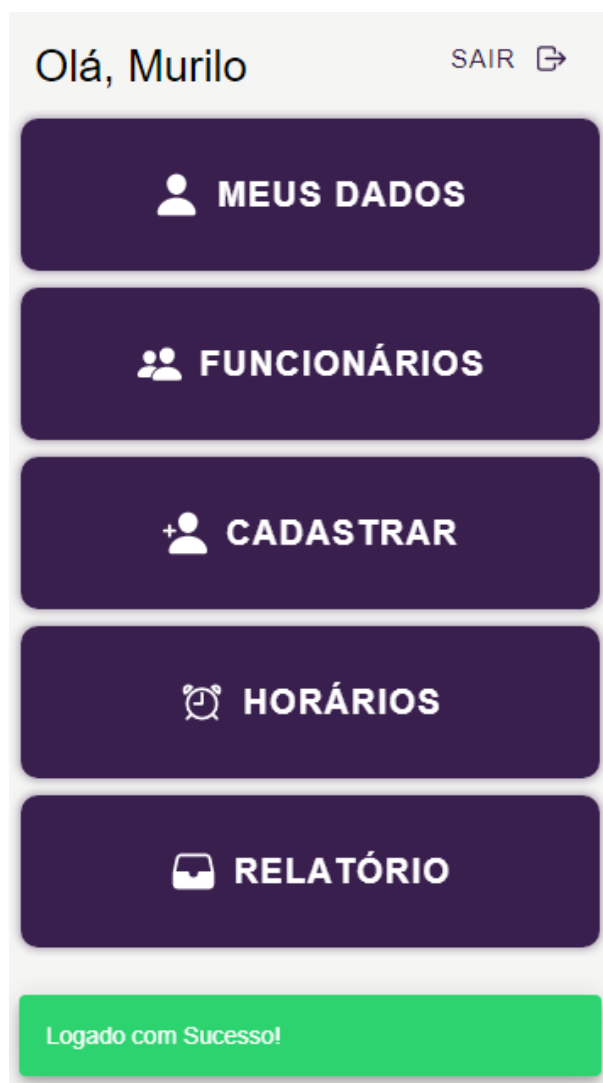 Olá, Murilo
SAIR
MEUS DADOS
FUNCIONÁRIOS
CADASTRAR
HORÁRIOS
RELATÓRIO
Logado com Sucesso!